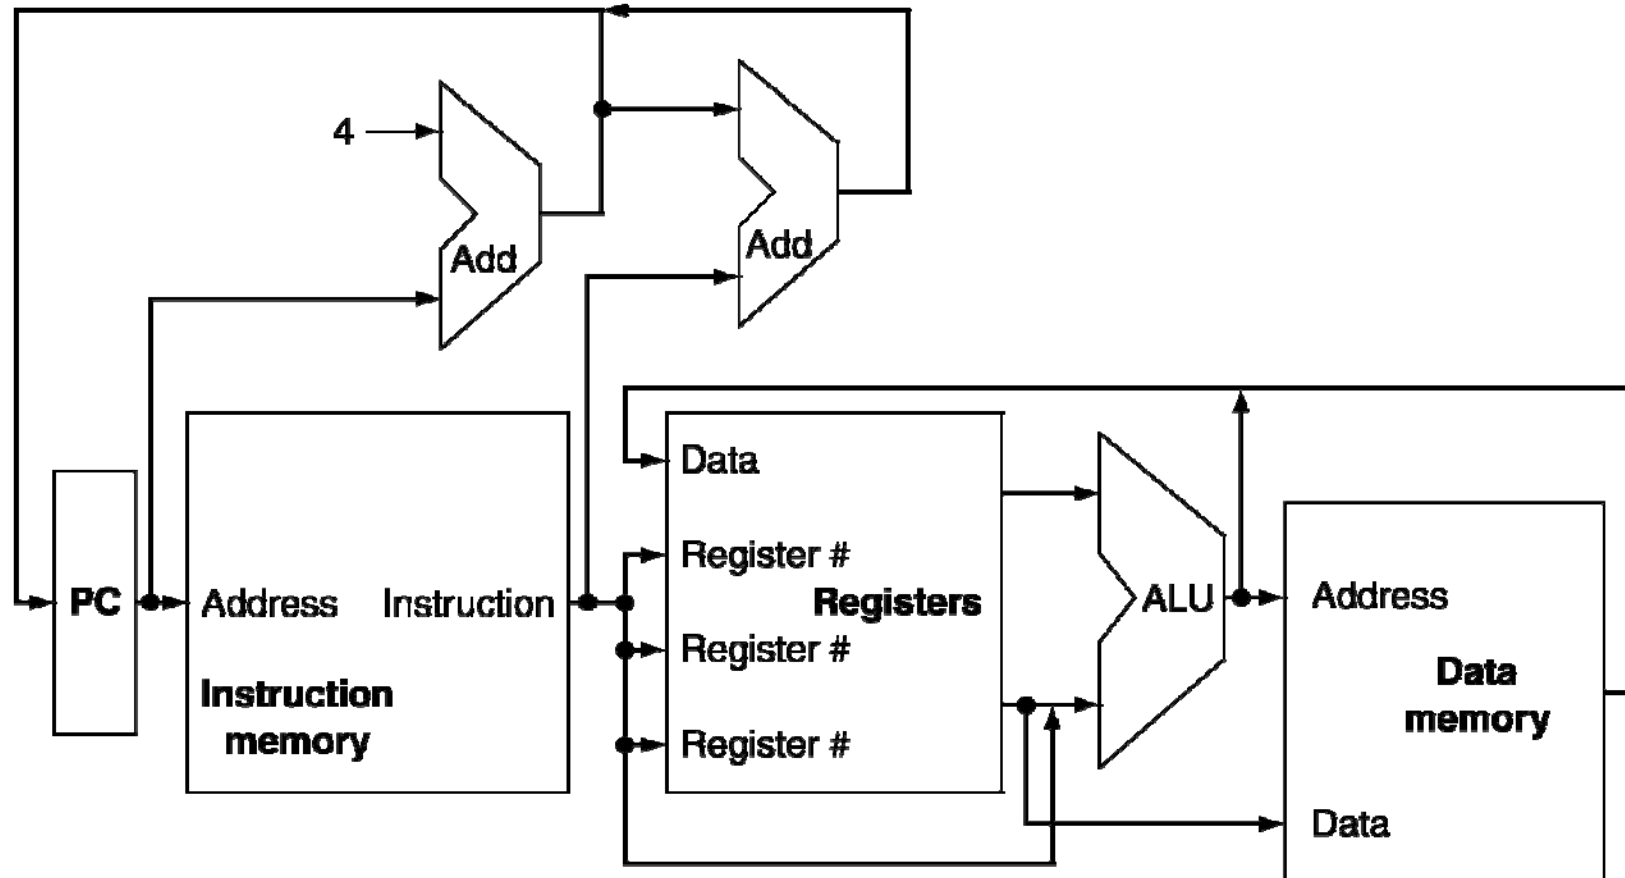 4
Add
Add
Data
Register #
PC
Address
Instruction
Registers
ALU
Address
Register #
Instruction
memory
Data
memory
Register #
Data